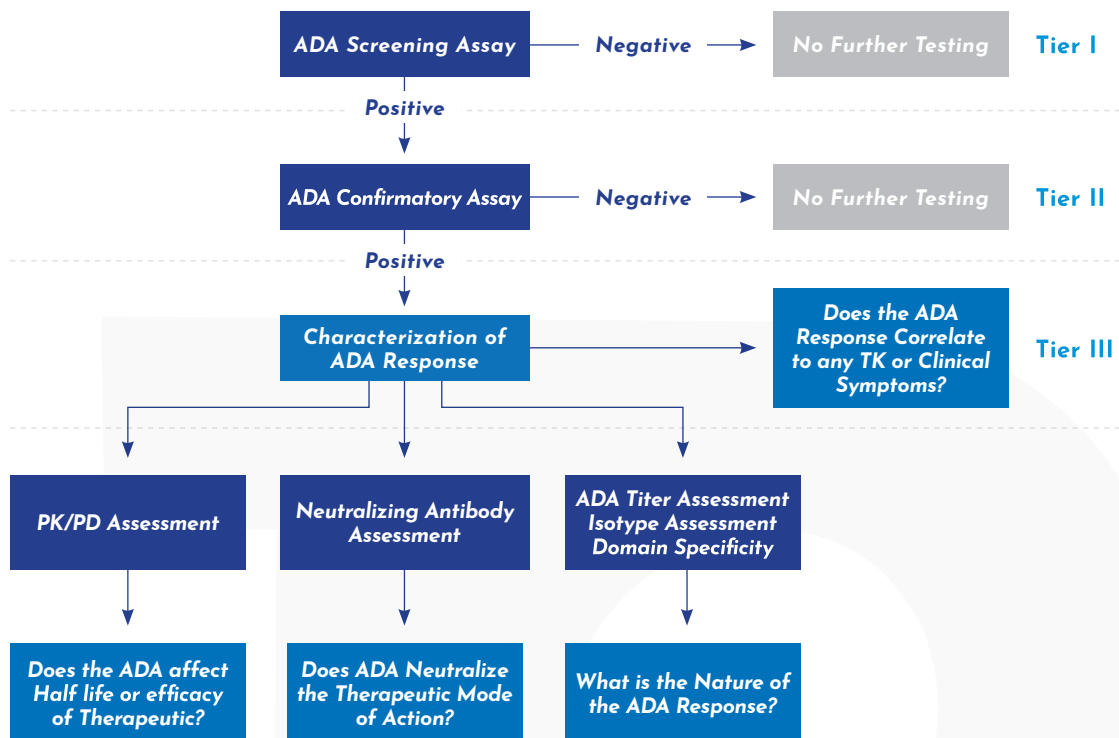 ADA Screening Assay
Negative
No Further Testing
Tier I
Positive
ADA Confirmatory Assay
Negative
No Further Testing
Tier II
Positive
Characterization of
ADA Response
Does the ADA
Response Correlate
to any TK or Clinical
Symptoms?
Tier III
PK/PD Assessment
Neutralizing Antibody
Assessment
ADA Titer Assessment
Isotype Assessment
Domain Specificity
Does the ADA affect
Half life or efficacy
of Therapeutic?
Does ADA Neutralize
the Therapeutic Mode
of Action?
What is the Nature of
the ADA Response?